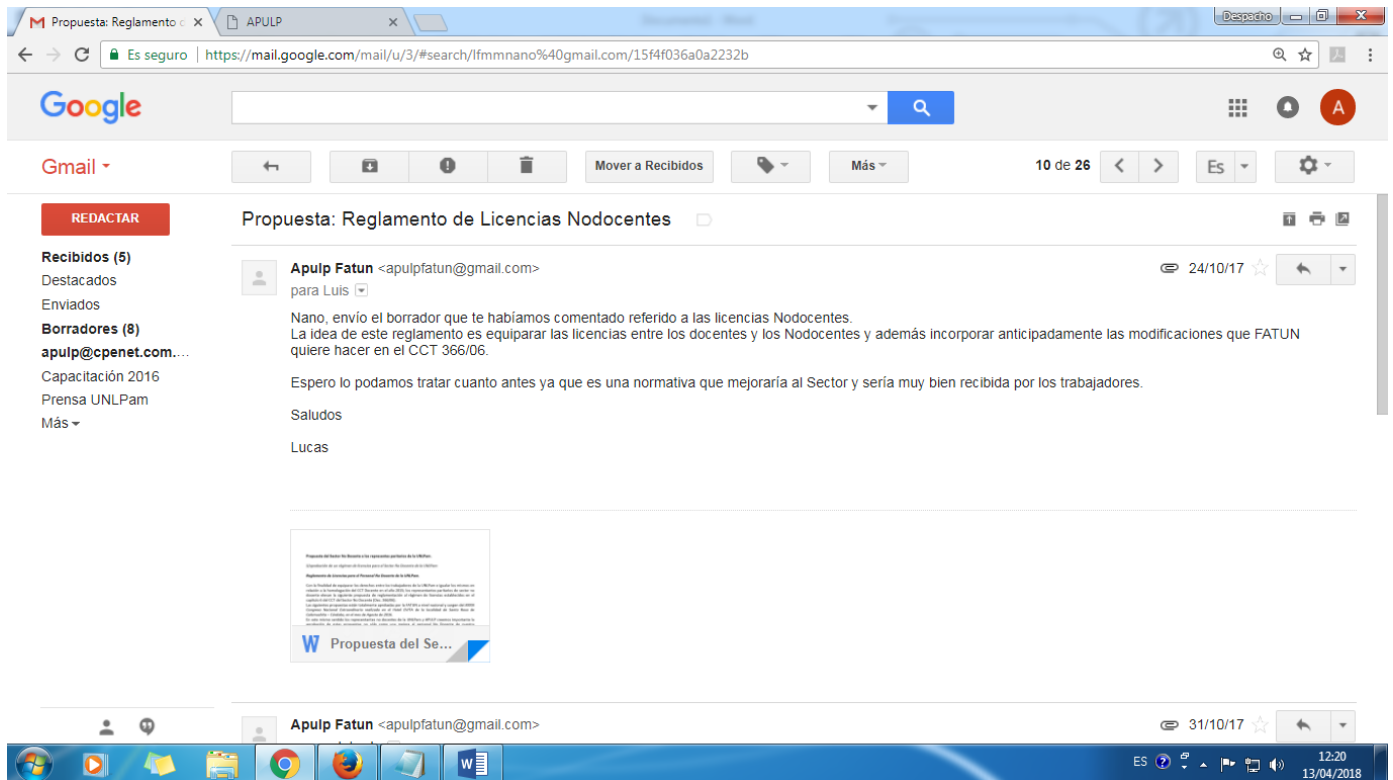 Propuesta: Reglamento d
APULP
Despacho
Es seguro
https://mail.google.com/mail/u/3/#search/lfmmnano%40gmail.com/15f4f036a0a2232b
Google
A
Gmail
Mover a Recibidos
Más
10 de 26
Es
REDACTAR
Propuesta: Reglamento de Licencias Nodocentes
Recibidos (5)
Destacados
Enviados
Borradores (8)
apulp@cpenet.com....
Capacitación 2016
Prensa UNLPam
Más
Apulp Fatun <apulpfatun@gmail.com>
24/10/17
para Luis
Nano, envío el borrador que te habíamos comentado referido a las licencias Nodocentes.
La idea de este reglamento es equiparar las licencias entre los docentes y los Nodocentes y además incorporar anticipadamente las modificaciones que FATUN
quiere hacer en el CCT 366/06.
Espero lo podamos tratar cuanto antes ya que es una normativa que mejoraría al Sector y sería muy bien recibida por los trabajadores.
Saludos
Lucas
W Propuesta del Se...
Apulp Fatun <apulpfatun@gmail.com>
31/10/17
ES
12:20
13/04/2018